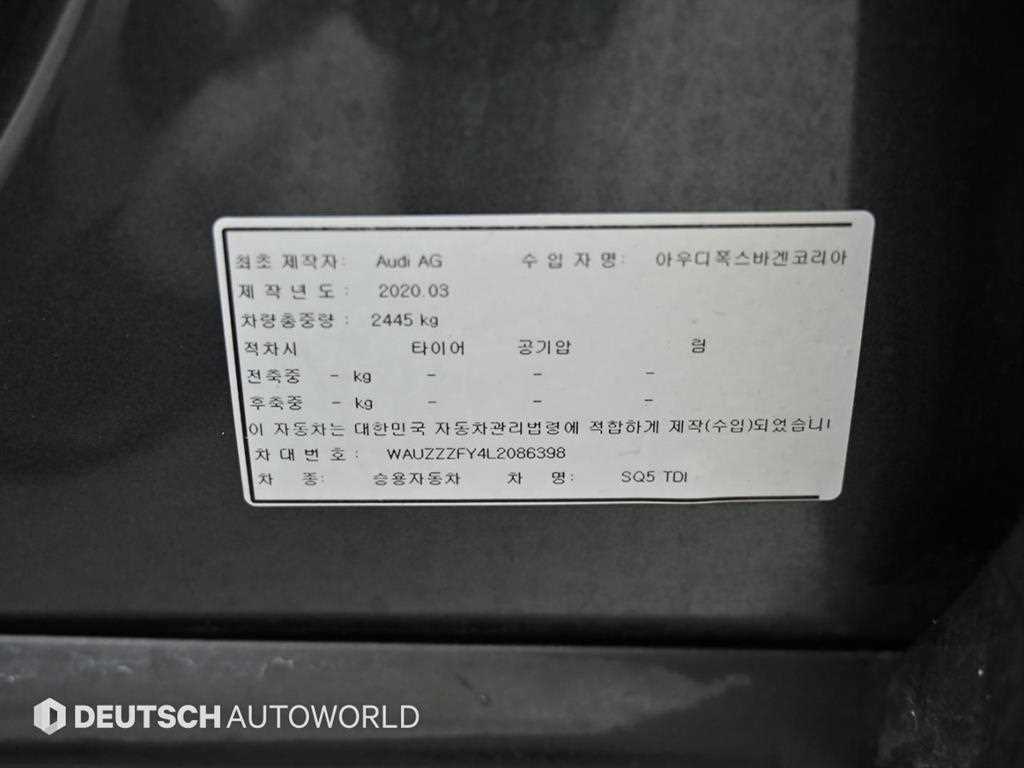 최초 제작자: Audi AG 수 입 자 명: 아우디폭스바겐코리아
제 작 년 도 : 2020.03
차량총중량 : 2445 kg
적차시 타이어 공기압 림
전축중 - kg - - -
후축중 - kg - - -
이 자동차는 대한민국 자동차관리법령에 적합하게 제작(수입)되었습니
차 대 번 호 : WAUZZZFY4L2086398
차 종: 승용자동차 차 명: SQ5 TDI
DEUTSCH AUTOWORLD